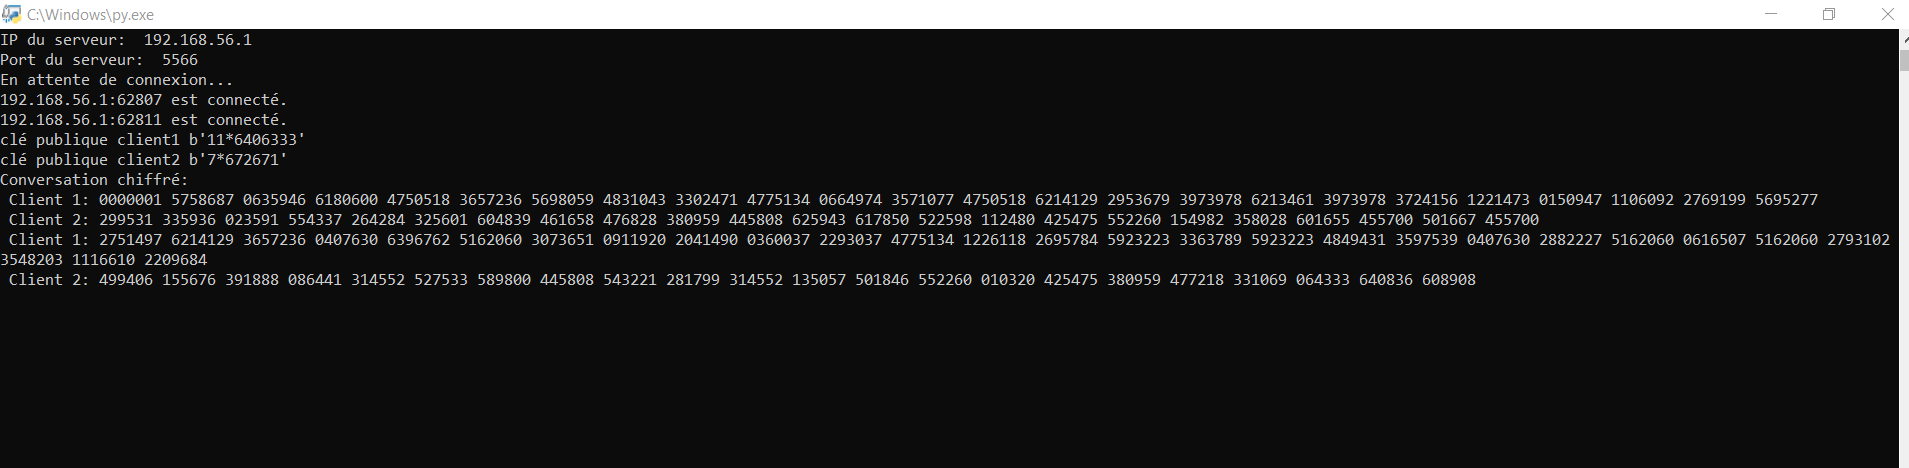 C:\Windows\py.exe
IP du serveur:  192.168.56.1
Port du serveur:  5566
En attente de connexion...
192.168.56.1:62807 est connecté.
192.168.56.1:62811 est connecté.
clé publique client1 b'11*6406333'
clé publique client2 b'7*672671'
Conversation chiffré:
 Client 1: 0000001 5758687 0635946 6180600 4750518 3657236 5698059 4831043 3302471 4775134 0664974 3571077 4750518 6214129 2953679 3973978 6213461 3973978 3724156 1221473 0150947 1106092 2769199 5695277
 Client 2: 299531 335936 023591 554337 264284 325601 604839 461658 476828 380959 445808 625943 617850 522598 112480 425475 552260 154982 358028 601655 455700 501667 455700
 Client 1: 2751497 6214129 3657236 0407630 6396762 5162060 3073651 0911920 2041490 0360037 2293037 4775134 1226118 2695784 5923223 3363789 5923223 4849431 3597539 0407630 2882227 5162060 0616507 5162060 2793102
3548203 1116610 2209684
 Client 2: 499406 155676 391888 086441 314552 527533 589800 445808 543221 281799 314552 135057 501846 552260 010320 425475 380959 477218 331069 064333 640836 608908